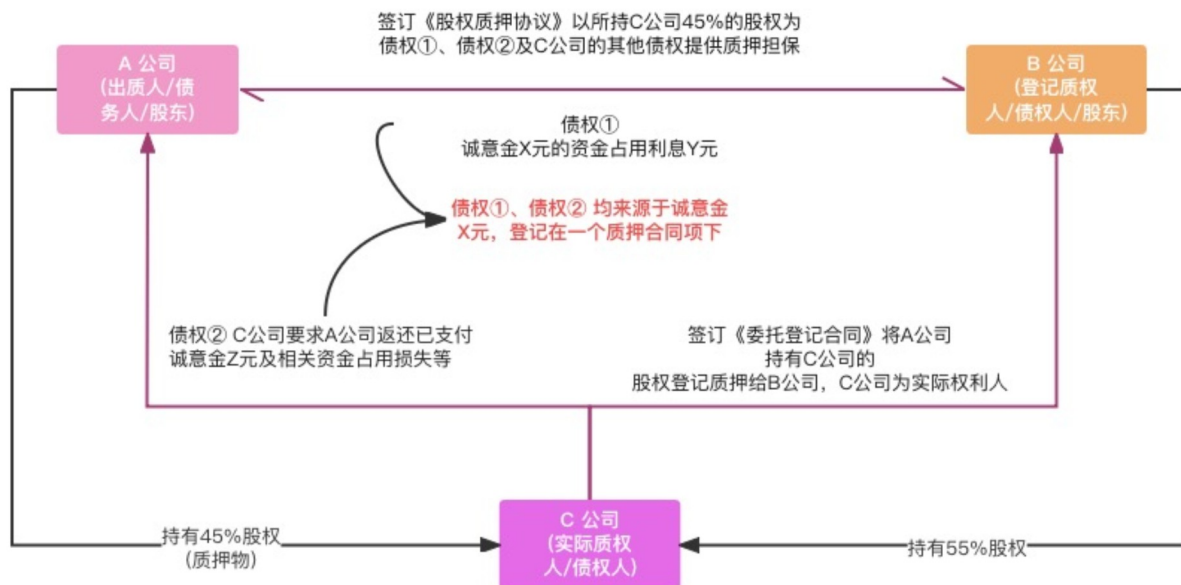 签订《股权质押协议》以所持C公司45%的股权为
债权①、债权②及C公司的其他债权提供质押担保
A 公司
(出质人/债
务人/股东)
B 公司
(登记质权
人/债权人/股东)
债权①
诚意金X元的资金占用利息Y元
债权①、债权② 均来源于诚意金
X元，登记在一个质押合同项下
债权② C公司要求A公司返还已支付
诚意金Z元及相关资金占用损失等
签订《委托登记合同》将A公司
持有C公司的
股权登记质押给B公司，C公司为实际权利人
持有45%股权
(质押物)
C 公司
(实际质权
人/债权人)
持有55%股权